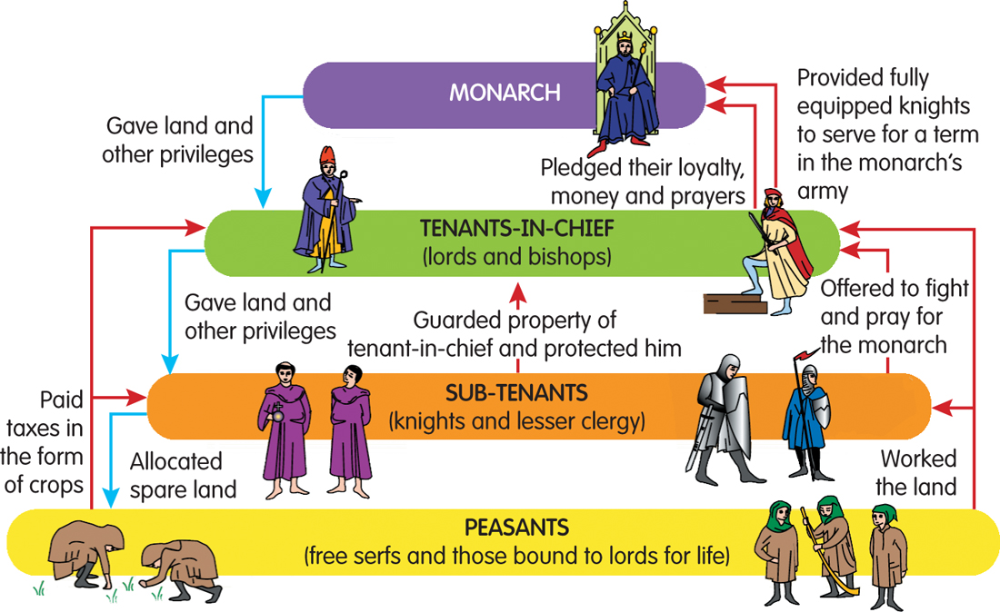 MONARCH
Gave land and
other privileges
Pledged their loyalty,
money and prayers
Provided fully
equipped knights
to serve for a term
in the monarch's
army
TENANTS-IN-CHIEF
(lords and bishops)
Gave land and
other privileges
Guarded property of
tenant-in-chief and protected him
Offered to fight
and pray for
the monarch
SUB-TENANTS
(knights and lesser clergy)
Paid
taxes in
the form
of crops
Allocated
spare land
Worked
the land
PEASANTS
(free serfs and those bound to lords for life)